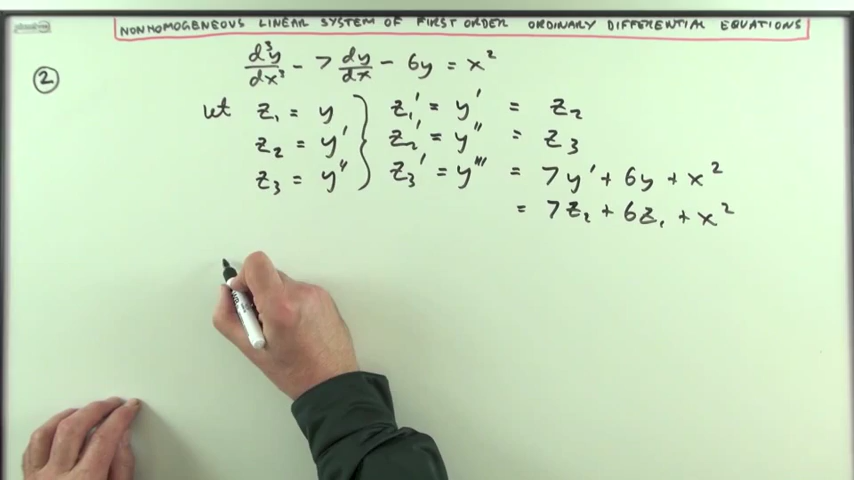 NONHOMOGENEOUS LINEAR SYSTEM OF FIRST ORDER ORDINARY DIFFERENTIAL EQUATIONS
② d³y/dx³ - 7 dy/dx - 6y = x²
let z₁ = y } z₁' = y' = z₂
z₂ = y' z₂' = y'' = z₃
z₃ = y'' z₃' = y''' = 7y' + 6y + x²
= 7z₂ + 6z₁ + x²